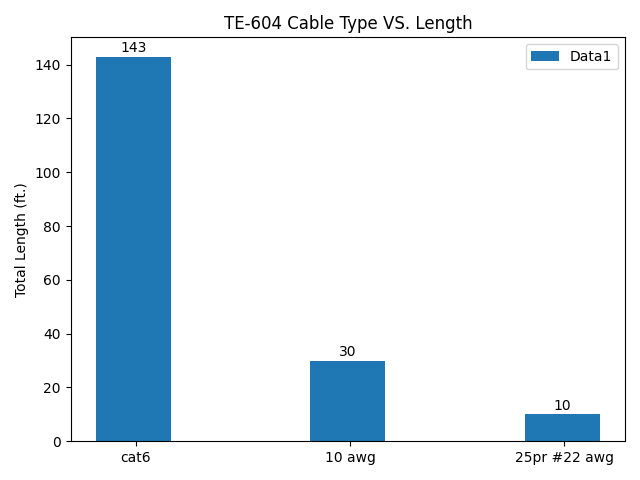 TE-604 Cable Type VS. Length
143
Data1
140
120
100
80
60
40
20
0
Total Length (ft.)
30
10
cat6
10 awg
25pr #22 awg